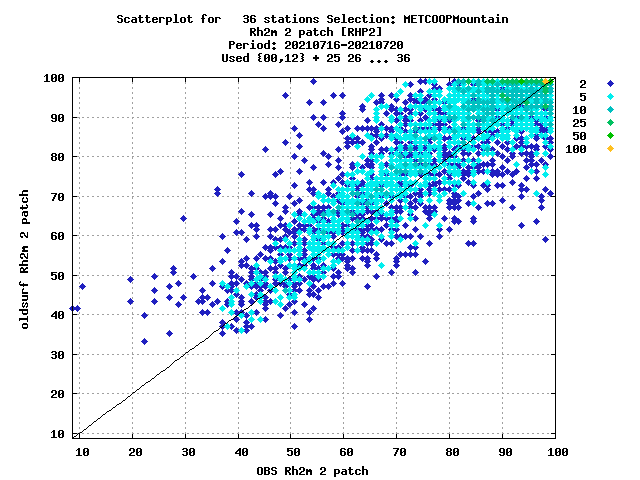 Scatterplot for   36 stations Selection: METCOOPMountain
Rh2m 2 patch [RHP2]
Period: 20210716-20210720
Used {00,12} + 25 26 ... 36
100
90
80
70
60
50
40
30
20
10
oldsurf Rh2m 2 patch
2
5
10
25
50
100
10 20 30 40 50 60 70 80 90 100
OBS Rh2m 2 patch